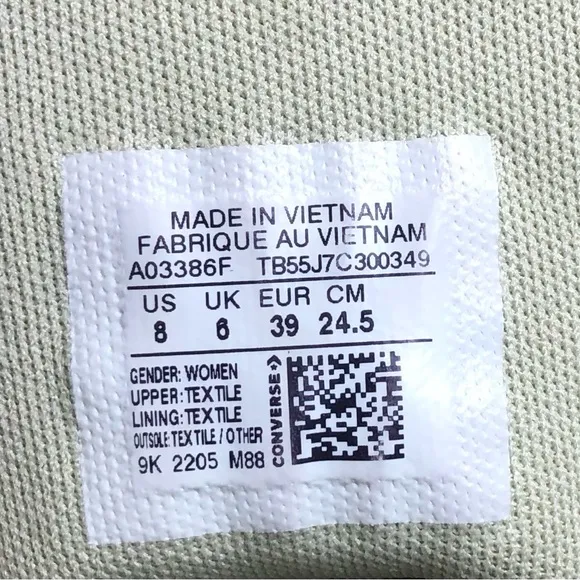 MADE IN VIETNAM
FABRIQUE AU VIETNAM
A03386F TB55J7C300349
US UK EUR CM
8 6 39 24.5
GENDER: WOMEN
UPPER: TEXTILE
LINING: TEXTILE
OUTSOLE: TEXTILE / OTHER
9K 2205 M88
CONVERSE